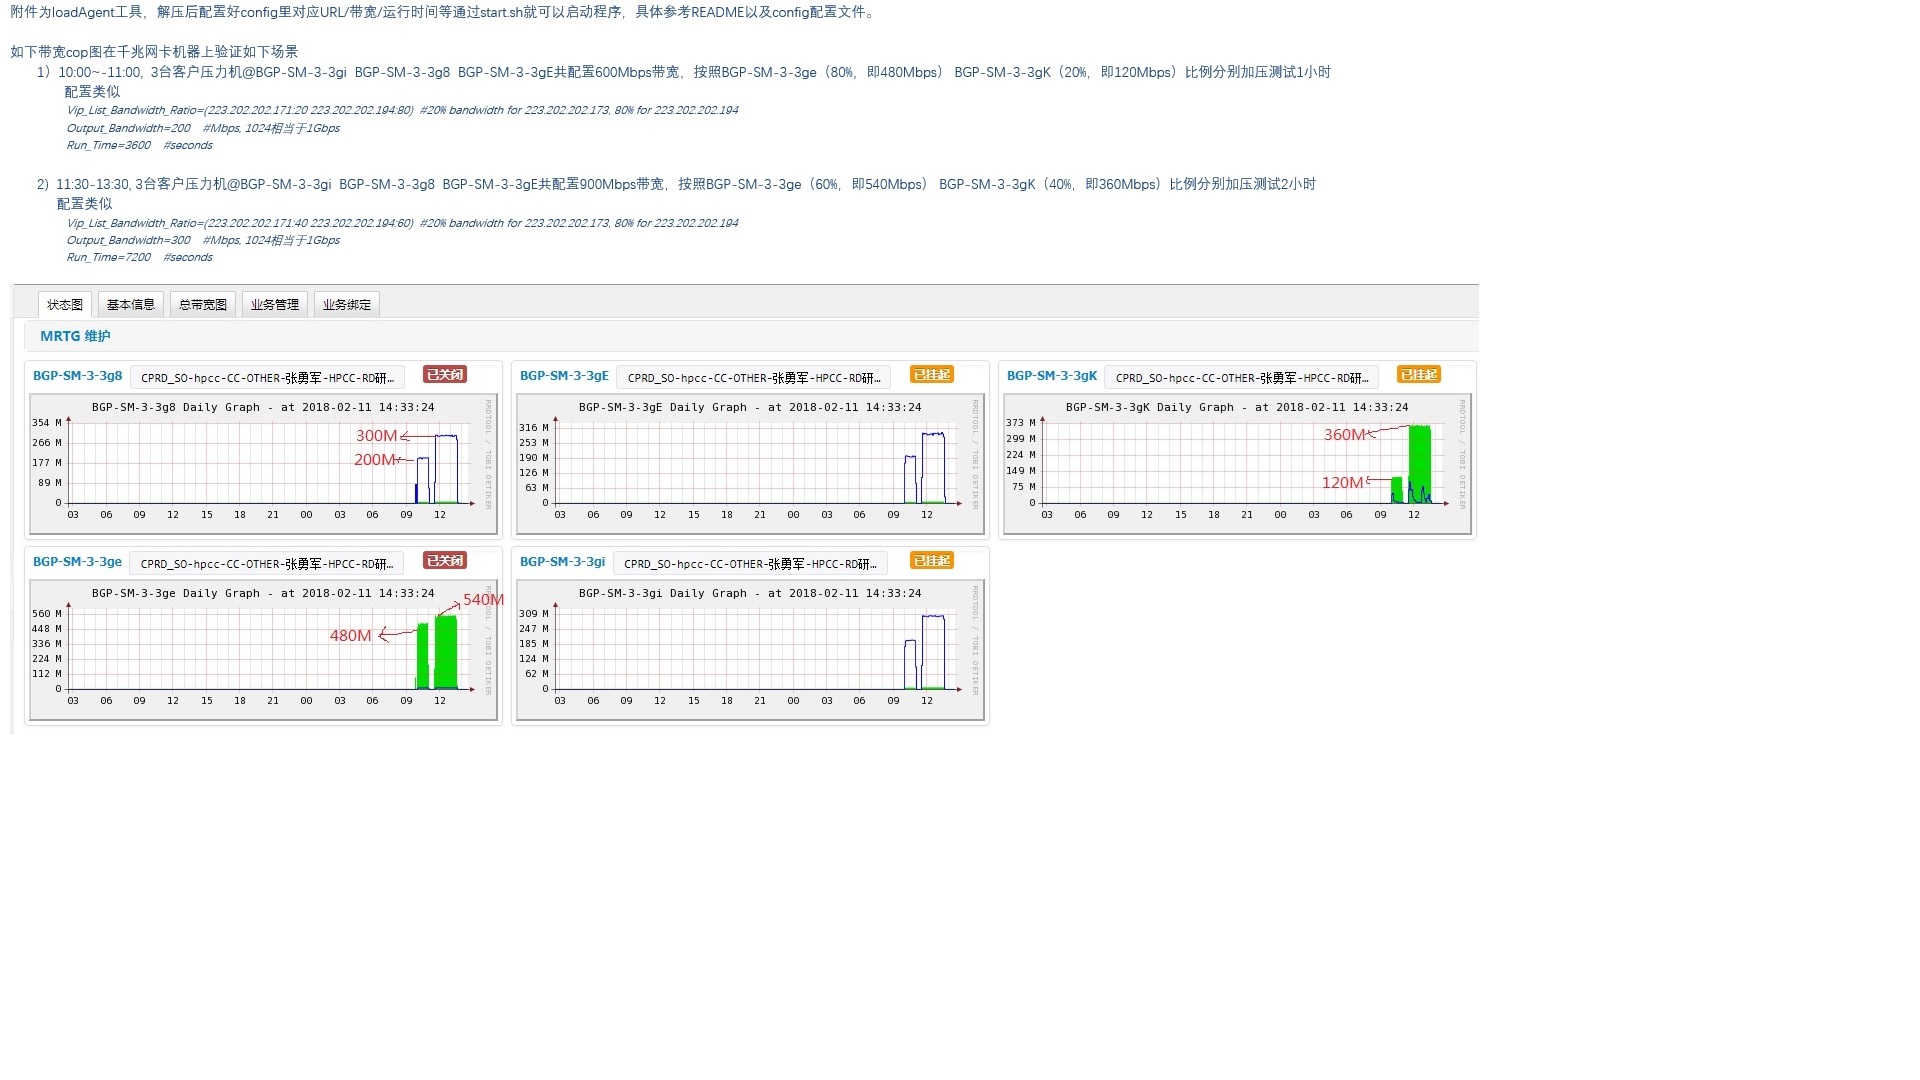 附件为loadAgent工具，解压后配置好config里对应URL/带宽/运行时间等通过start.sh就可以启动程序，具体参考README以及config配置文件。
如下带宽cop图在千兆网卡机器上验证如下场景
1）10:00~-11:00, 3台客户压力机@BGP-SM-3-3gi BGP-SM-3-3g8 BGP-SM-3-3gE共配置600Mbps带宽，按照BGP-SM-3-3ge（80%，即480Mbps） BGP-SM-3-3gK（20%，即120Mbps）比例分别加压测试1小时
配置类似
Vip_List_Bandwidth_Ratio=(223.202.202.171:20 223.202.202.194:80) #20% bandwidth for 223.202.202.173, 80% for 223.202.202.194
Output_Bandwidth=200 #Mbps, 1024相当于1Gbps
Run_Time=3600 #seconds
2) 11:30-13:30, 3台客户压力机@BGP-SM-3-3gi BGP-SM-3-3g8 BGP-SM-3-3gE共配置900Mbps带宽，按照BGP-SM-3-3ge（60%，即540Mbps） BGP-SM-3-3gK（40%，即360Mbps）比例分别加压测试2小时
配置类似
Vip_List_Bandwidth_Ratio=(223.202.202.171:40 223.202.202.194:60) #20% bandwidth for 223.202.202.173, 80% for 223.202.202.194
Output_Bandwidth=300 #Mbps, 1024相当于1Gbps
Run_Time=7200 #seconds
状态图 基本信息 总带宽图 业务管理 业务绑定
MRTG 维护
BGP-SM-3-3g8 CPRD_SO-hpcc-CC-OTHER-张勇军-HPCC-RD研... 已关闭
BGP-SM-3-3g8 Daily Graph - at 2018-02-11 14:33:24
354 M
266 M
177 M
89 M
0
300M
200M
03 06 09 12 15 18 21 00 03 06 09 12
RRDTOOL / TOBI OETIKER
BGP-SM-3-3gE CPRD_SO-hpcc-CC-OTHER-张勇军-HPCC-RD研... 已挂起
BGP-SM-3-3gE Daily Graph - at 2018-02-11 14:33:24
316 M
253 M
190 M
126 M
63 M
0
03 06 09 12 15 18 21 00 03 06 09 12
RRDTOOL / TOBI OETIKER
BGP-SM-3-3gK CPRD_SO-hpcc-CC-OTHER-张勇军-HPCC-RD研... 已挂起
BGP-SM-3-3gK Daily Graph - at 2018-02-11 14:33:24
373 M
299 M
224 M
149 M
75 M
0
360M
120M
03 06 09 12 15 18 21 00 03 06 09 12
RRDTOOL / TOBI OETIKER
BGP-SM-3-3ge CPRD_SO-hpcc-CC-OTHER-张勇军-HPCC-RD研... 已关闭
BGP-SM-3-3ge Daily Graph - at 2018-02-11 14:33:24
560 M
448 M
336 M
224 M
112 M
0
540M
480M
03 06 09 12 15 18 21 00 03 06 09 12
RRDTOOL / TOBI OETIKER
BGP-SM-3-3gi CPRD_SO-hpcc-CC-OTHER-张勇军-HPCC-RD研... 已挂起
BGP-SM-3-3gi Daily Graph - at 2018-02-11 14:33:24
309 M
247 M
185 M
124 M
62 M
0
03 06 09 12 15 18 21 00 03 06 09 12
RRDTOOL / TOBI OETIKER